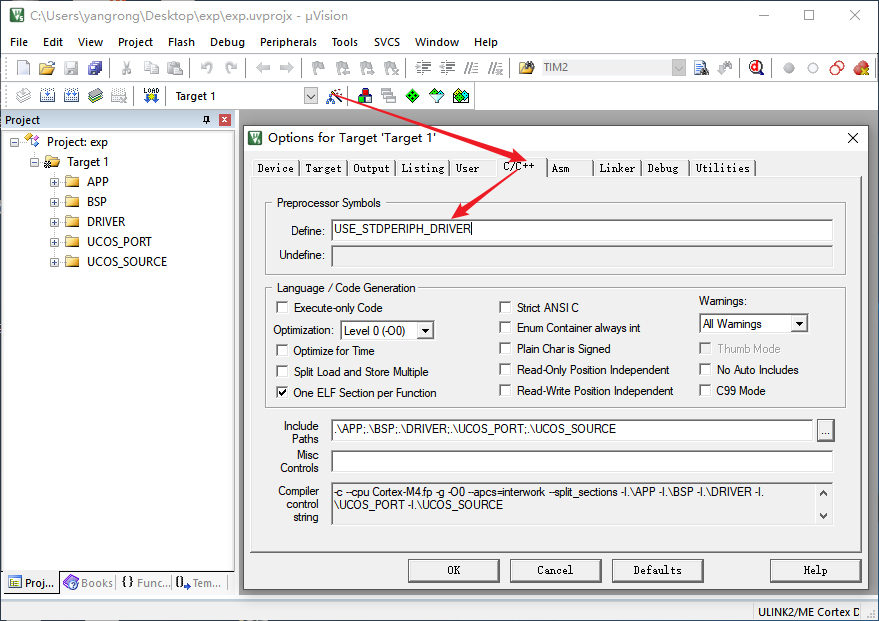 C:\Users\yangrong\Desktop\exp\exp.uvprojx - µVision
File Edit View Project Flash Debug Peripherals Tools SVCS Window Help
TIM2
LOAD Target 1
Project
Project: exp
Target 1
APP
BSP
DRIVER
UCOS_PORT
UCOS_SOURCE
Proj... Books {} Func... Tem...
Options for Target 'Target 1'
Device Target Output Listing User C/C++ Asm Linker Debug Utilities
Preprocessor Symbols
Define: USE_STDPERIPH_DRIVER
Undefine:
Language / Code Generation
Execute-only Code
Optimization: Level 0 (-O0)
Optimize for Time
Split Load and Store Multiple
One ELF Section per Function
Strict ANSI C
Enum Container always int
Plain Char is Signed
Read-Only Position Independent
Read-Write Position Independent
Warnings:
All Warnings
Thumb Mode
No Auto Includes
C99 Mode
Include
Paths
.\APP;.\BSP;.\DRIVER;.\UCOS_PORT;.\UCOS_SOURCE
...
Misc
Controls
Compiler
control
string
-c --cpu Cortex-M4.fp -g -O0 --apcs=interwork --split_sections -I.\APP -I.\BSP -I.\DRIVER -I.
\UCOS_PORT -I.\UCOS_SOURCE
OK Cancel Defaults Help
ULINK2/ME Cortex D